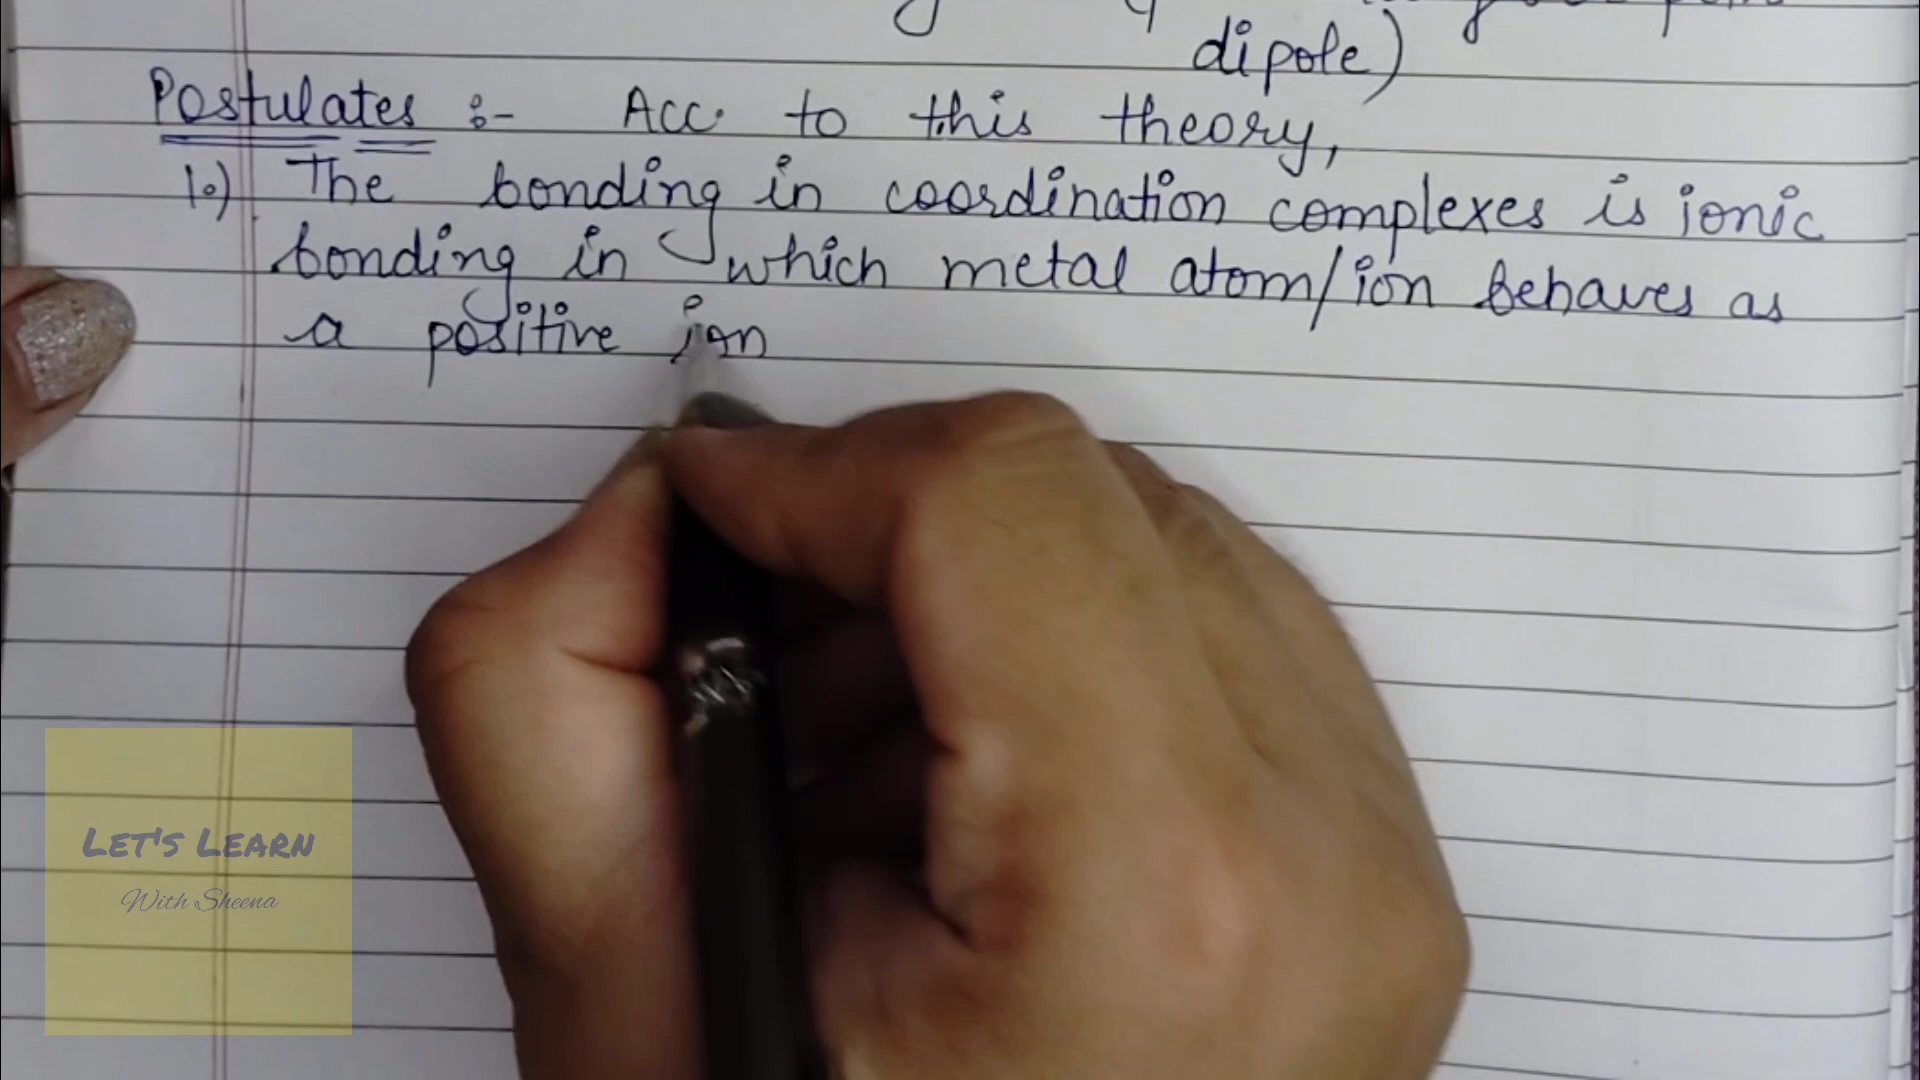 dipole)
Postulates :- Acc. to this theory,
1.) The bonding in coordination complexes is ionic
bonding in which metal atom/ion behaves as
a positive ion
LET'S LEARN
With Sheena